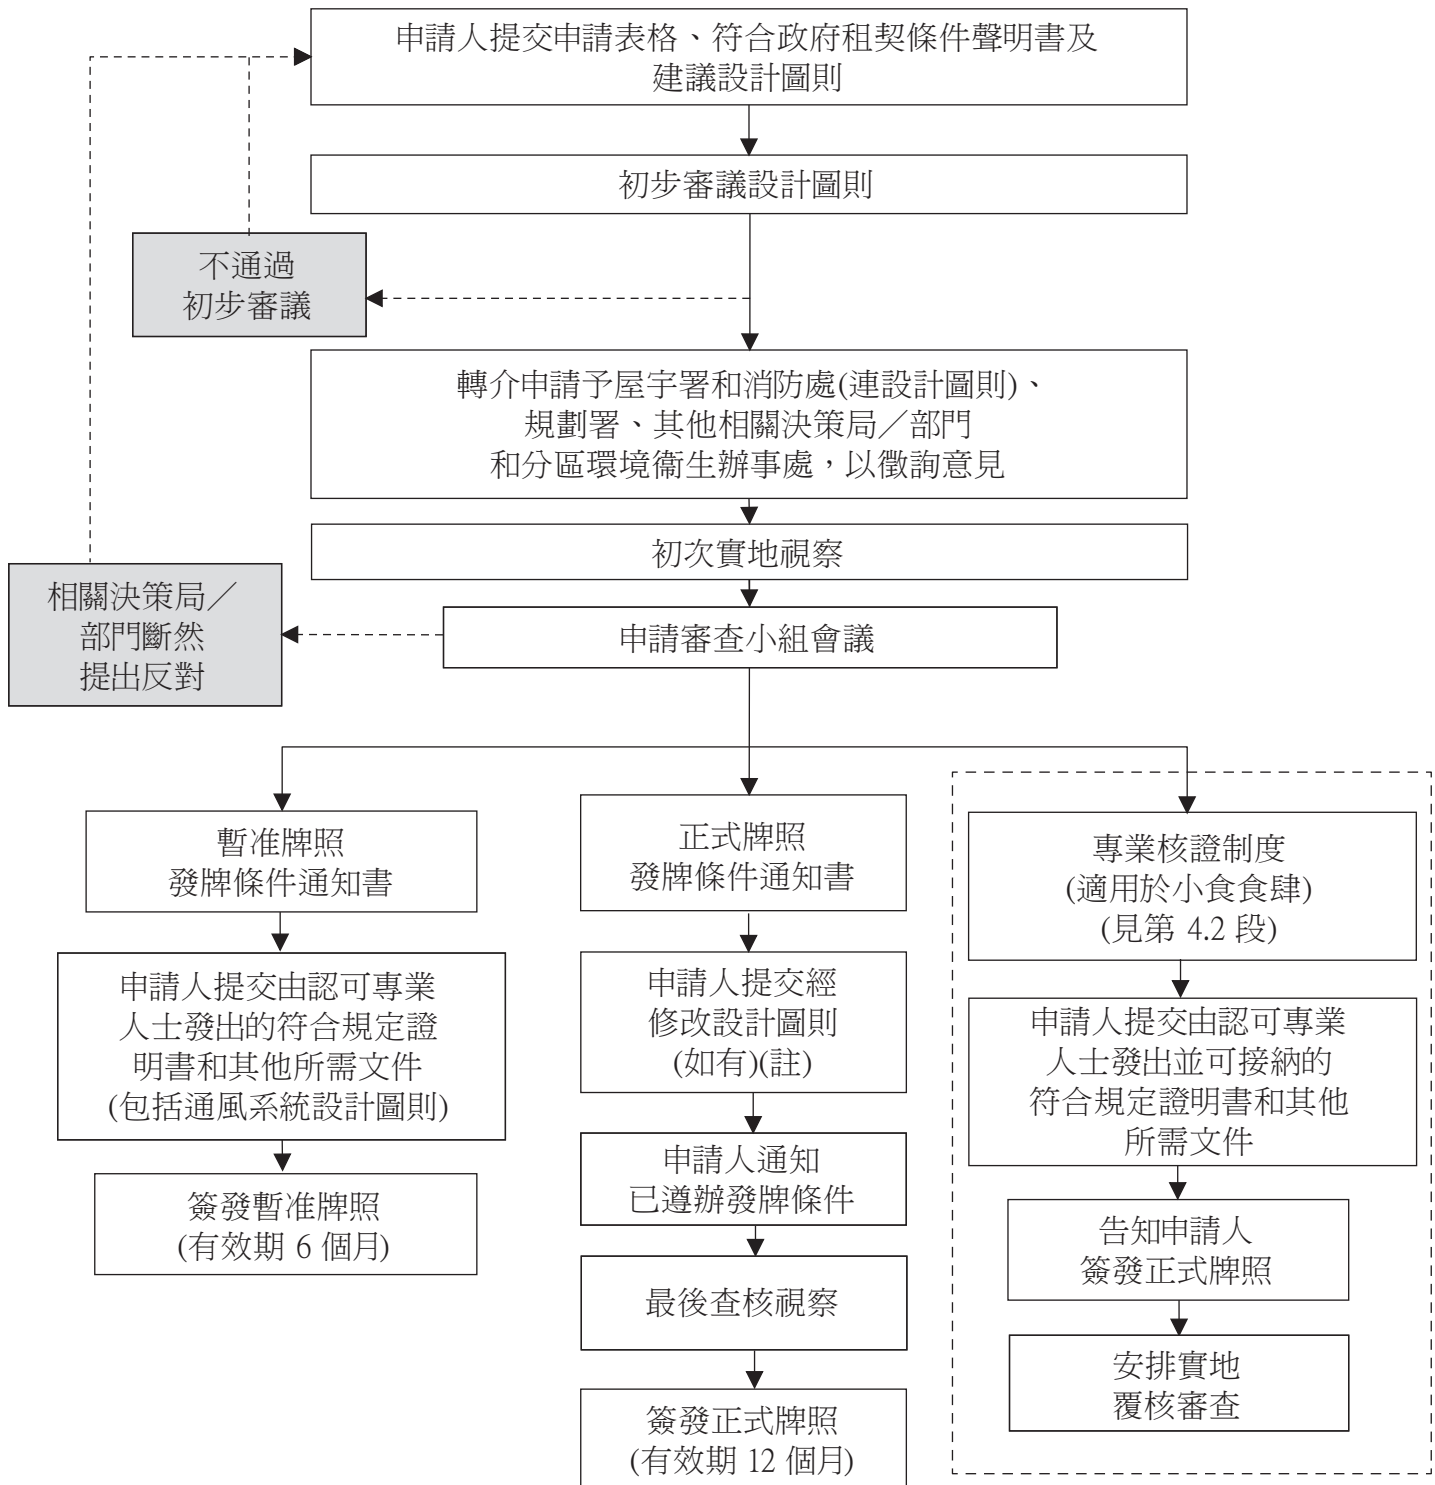 申請人提交申請表格、符合政府租契條件聲明書及
建議設計圖則
初步審議設計圖則
不通過
初步審議
轉介申請予屋宇署和消防處(連設計圖則)、
規劃署、其他相關決策局／部門
和分區環境衞生辦事處，以徵詢意見
初次實地視察
相關決策局／
部門斷然
提出反對
申請審查小組會議
暫准牌照
發牌條件通知書
申請人提交由認可專業
人士發出的符合規定證
明書和其他所需文件
(包括通風系統設計圖則)
簽發暫准牌照
(有效期 6 個月)
正式牌照
發牌條件通知書
申請人提交經
修改設計圖則
(如有)(註)
申請人通知
已遵辦發牌條件
最後查核視察
簽發正式牌照
(有效期 12 個月)
專業核證制度
(適用於小食食肆)
(見第 4.2 段)
申請人提交由認可專業
人士發出並可接納的
符合規定證明書和其他
所需文件
告知申請人
簽發正式牌照
安排實地
覆核審查